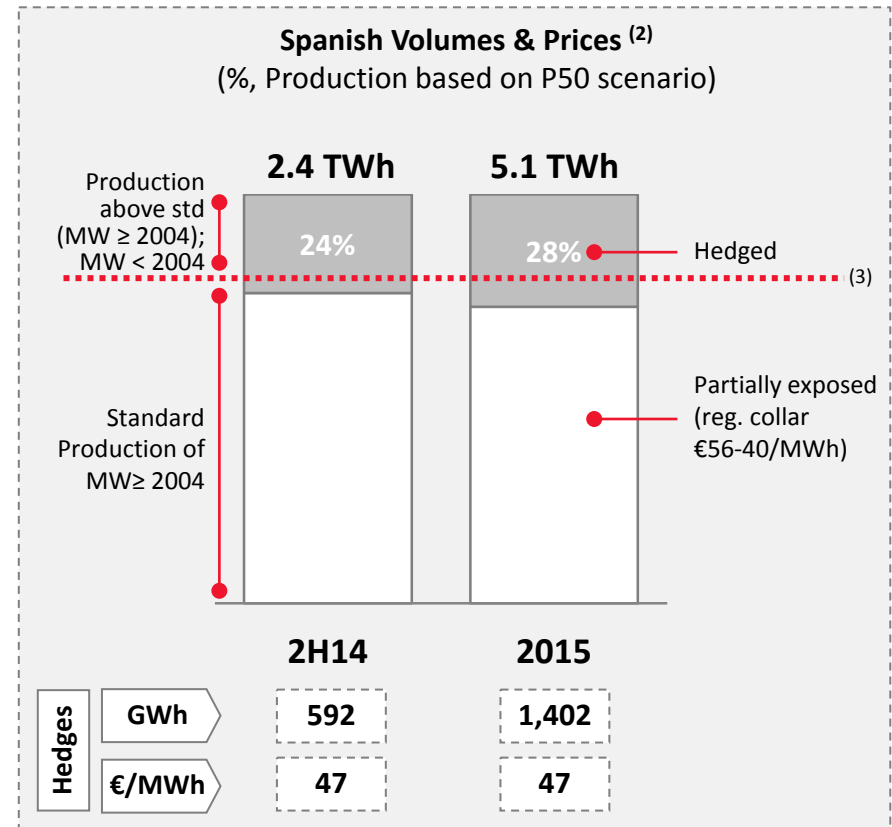 Spanish Volumes & Prices (2)
(%, Production based on P50 scenario)
2.4 TWh
5.1 TWh
Production
above std
(MW ≥ 2004);
MW < 2004
24%
28%
Hedged
(3)
Standard
Production of
MW≥ 2004
Partially exposed
(reg. collar
€56-40/MWh)
2H14
2015
Hedges
GWh
592
1,402
€/MWh
47
47